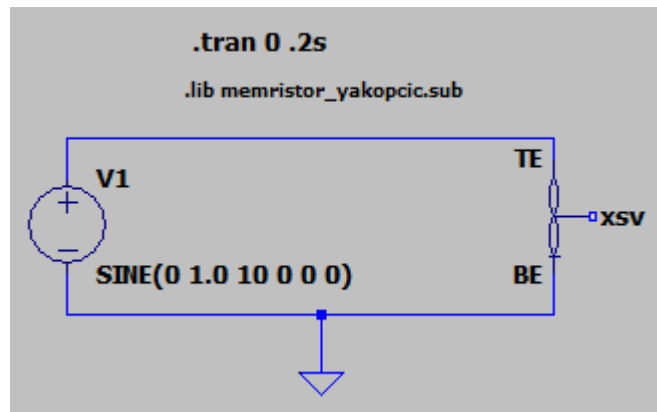 .tran 0 .2s
.lib memristor_yakopcic.sub
TE
V1
XSV
SINE(0 1.0 10 0 0 0)
BE